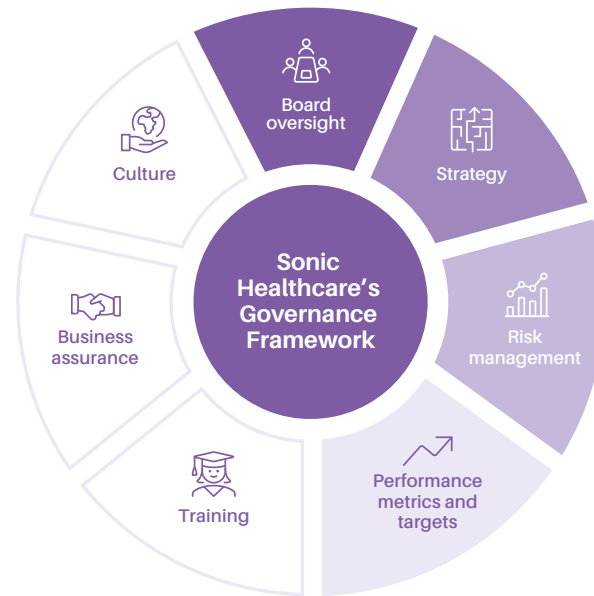 Sonic
Healthcare’s
Governance
Framework
Board
oversight
Strategy
Risk
management
Performance
metrics and
targets
Training
Business
assurance
Culture